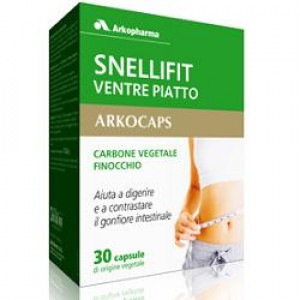 Arkopharma
SNELLIFIT
VENTRE PIATTO
ARKOCAPS
CARBONE VEGETALE
FINOCCHIO
Aiuta a digerire
e a contrastare
il gonfiore intestinale
30 capsule
di origine vegetale